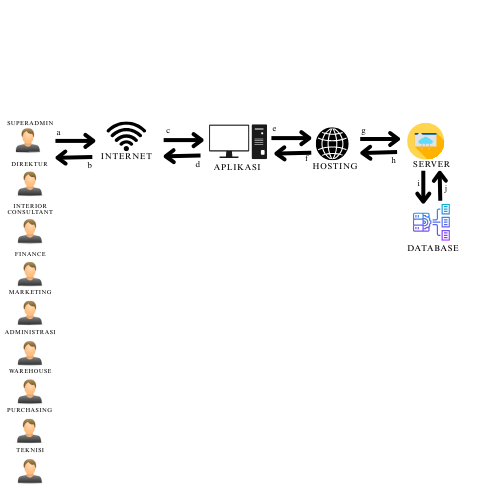 SUPERADMIN
a
b
INTERNET
c
d
APLIKASI
e
f
HOSTING
g
h
SERVER
i
j
DATABASE
DIREKTUR
INTERIOR
CONSULTANT
FINANCE
MARKETING
ADMINISTRASI
WAREHOUSE
PURCHASING
TEKNISI